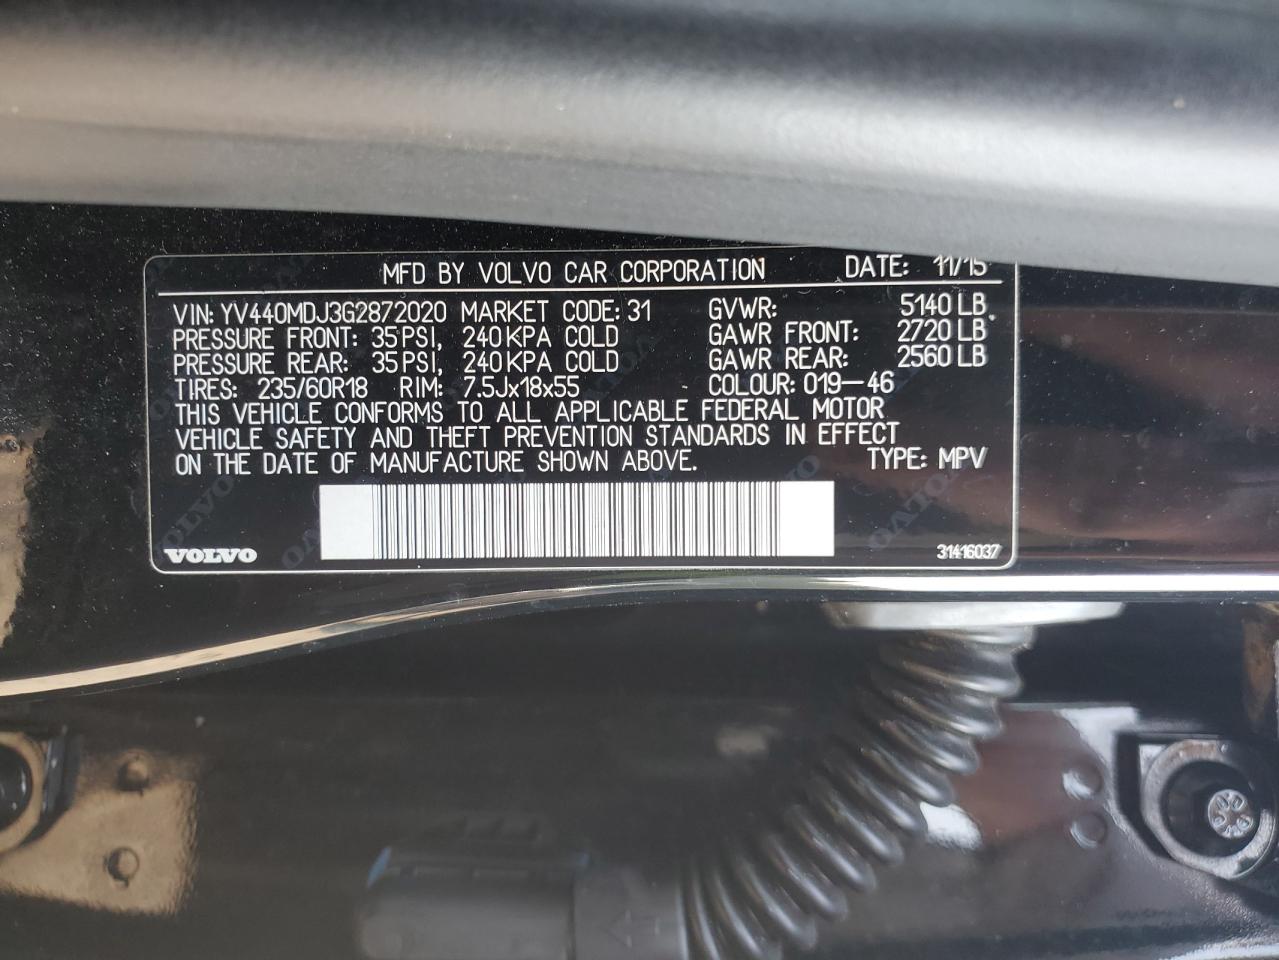 MFD BY VOLVO CAR CORPORATION DATE: 11/15
VIN: YV440MDJ3G2872020 MARKET CODE: 31 GVWR: 5140 LB
PRESSURE FRONT: 35 PSI, 240 KPA COLD GAWR FRONT: 2720 LB
PRESSURE REAR: 35 PSI, 240 KPA COLD GAWR REAR: 2560 LB
TIRES: 235/60R18 RIM: 7.5Jx18x55 COLOUR: 019-46
THIS VEHICLE CONFORMS TO ALL APPLICABLE FEDERAL MOTOR
VEHICLE SAFETY AND THEFT PREVENTION STANDARDS IN EFFECT
ON THE DATE OF MANUFACTURE SHOWN ABOVE. TYPE: MPV
VOLVO 31416037